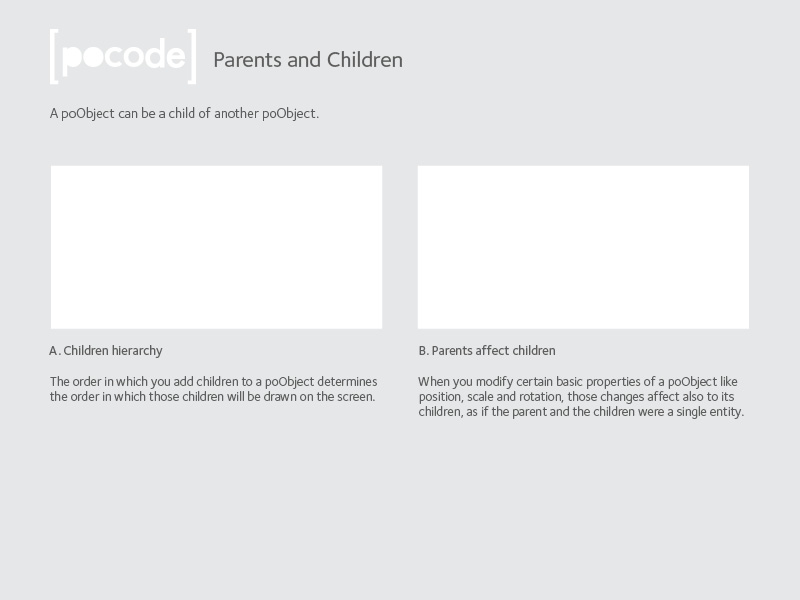 [pocode] Parents and Children
A poObject can be a child of another poObject.
A. Children hierarchy
The order in which you add children to a poObject determines
the order in which those children will be drawn on the screen.
B. Parents affect children
When you modify certain basic properties of a poObject like
position, scale and rotation, those changes affect also to its
children, as if the parent and the children were a single entity.